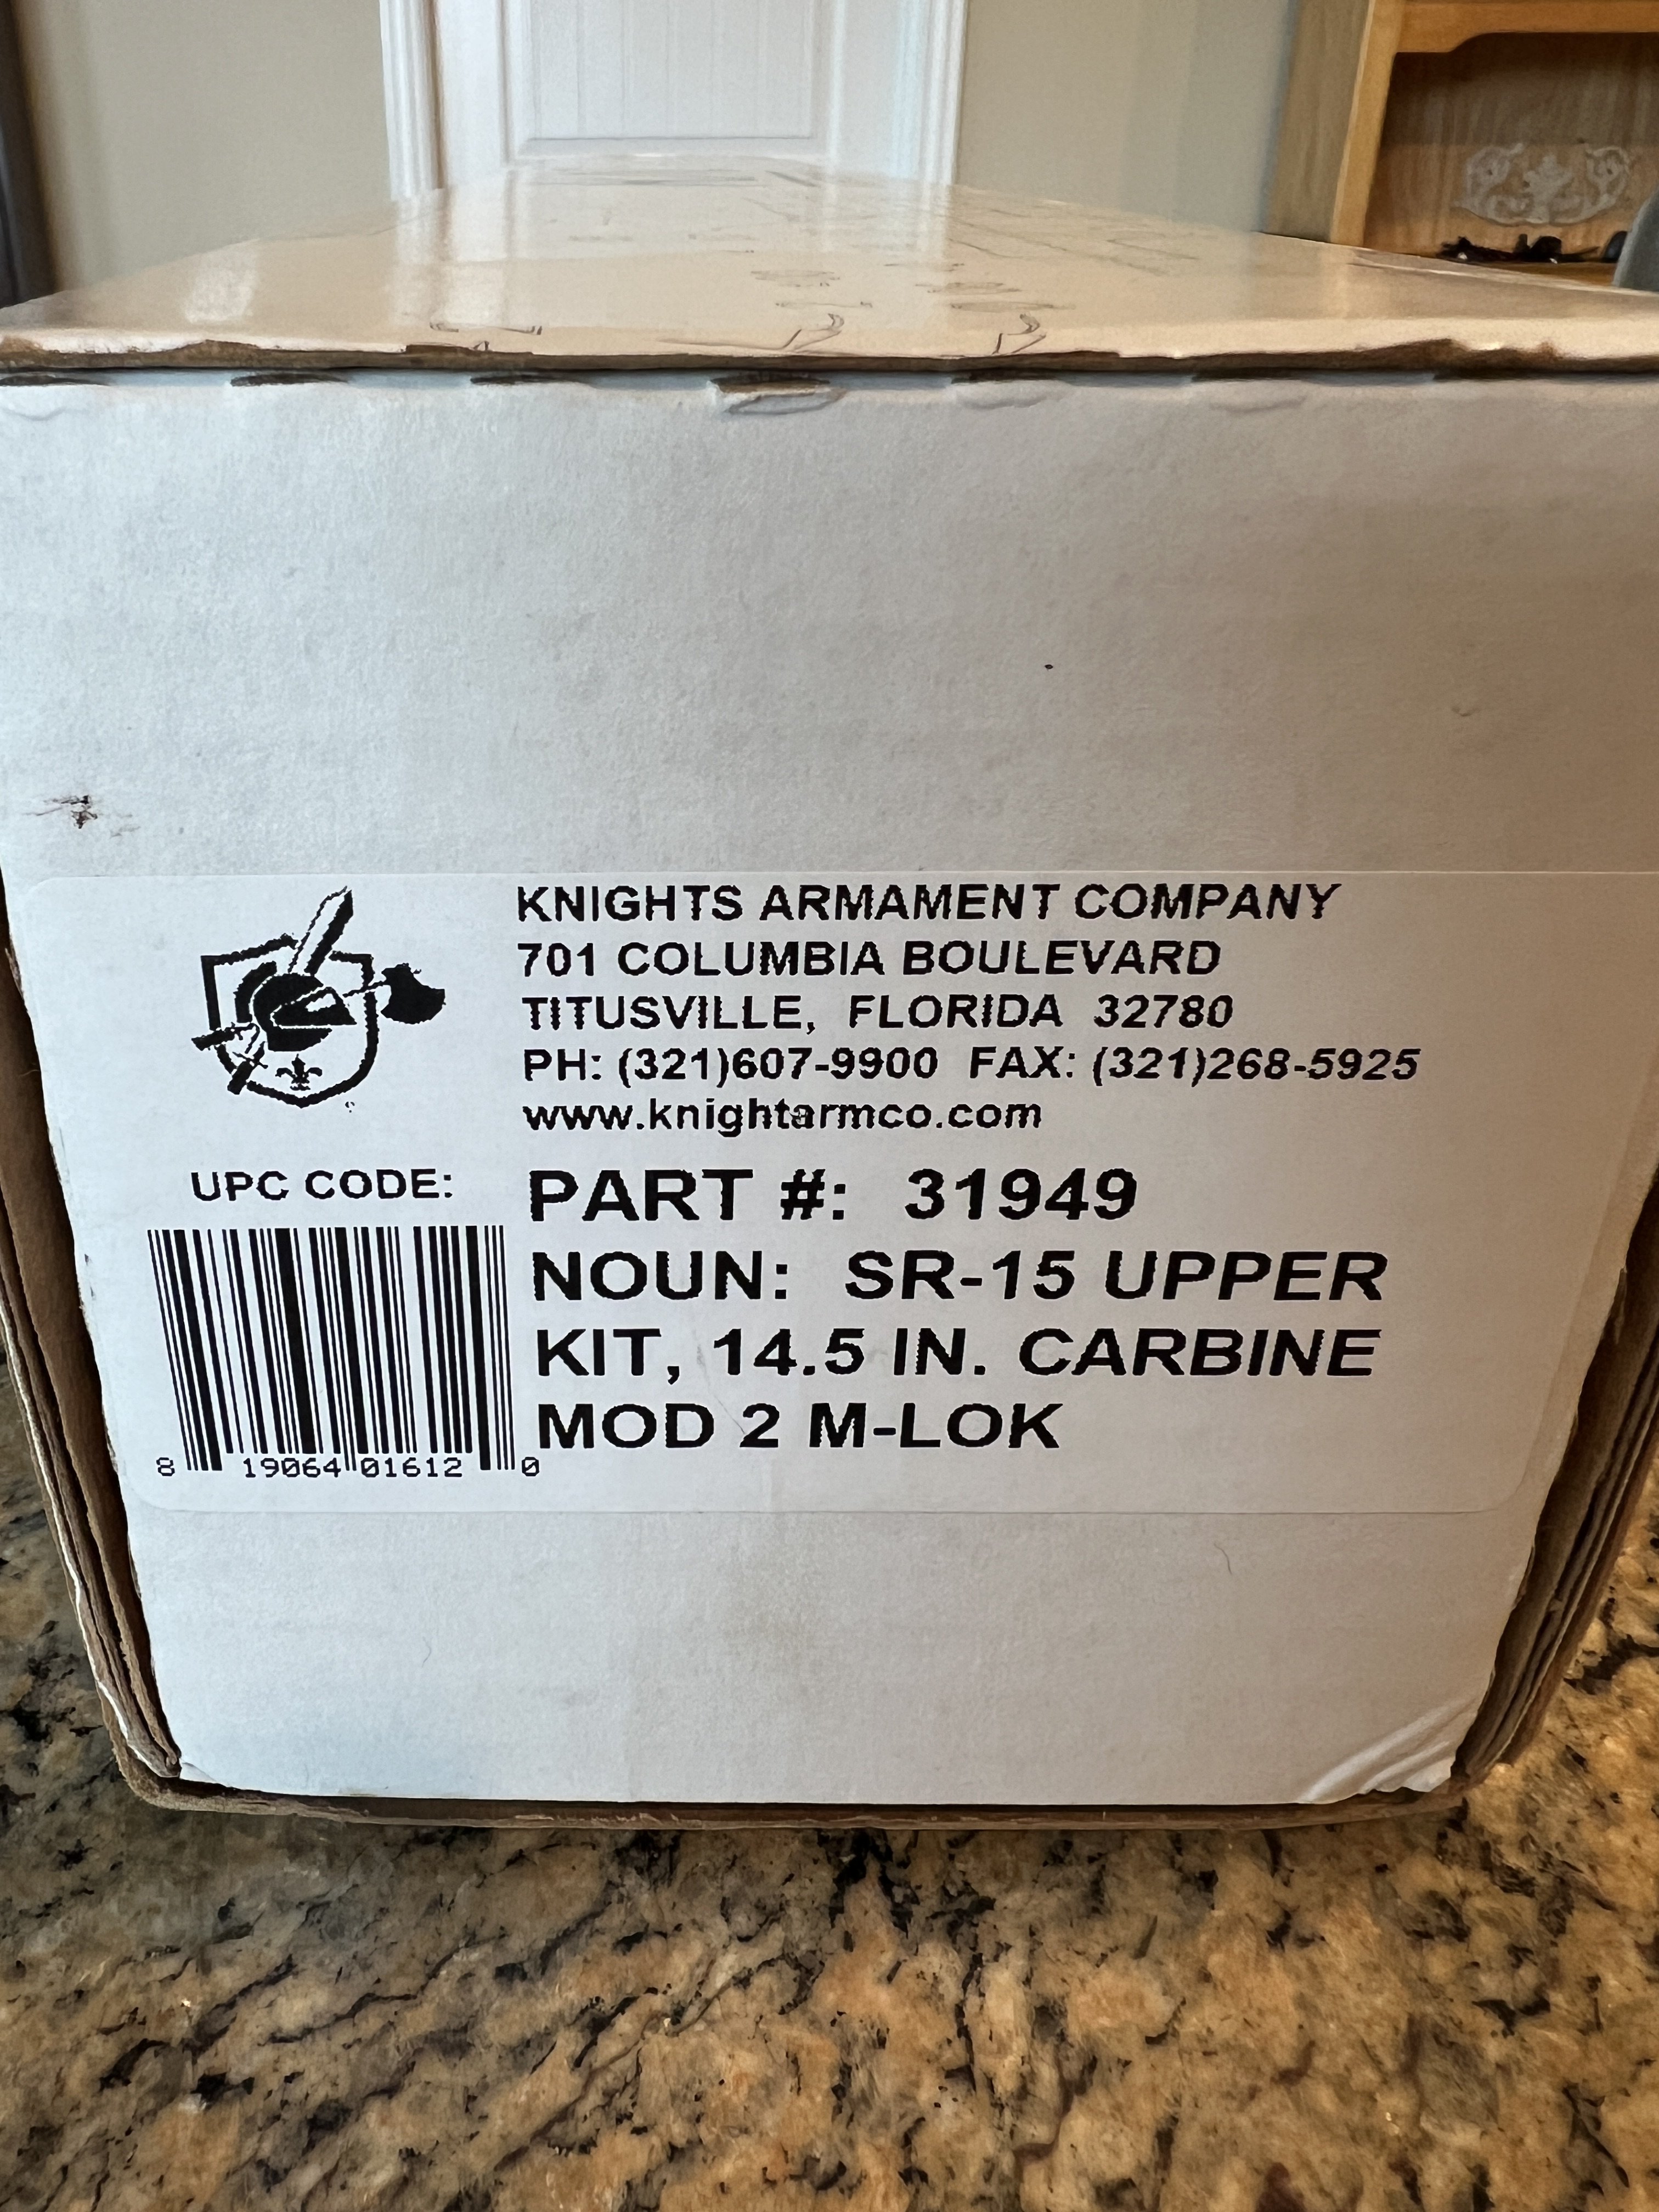 KNIGHTS ARMAMENT COMPANY
701 COLUMBIA BOULEVARD
TITUSVILLE, FLORIDA 32780
PH: (321)607-9900 FAX: (321)268-5925
www.knightarmco.com
UPC CODE:
PART #: 31949
NOUN: SR-15 UPPER
KIT, 14.5 IN. CARBINE
MOD 2 M-LOK
8 19064 01612 0